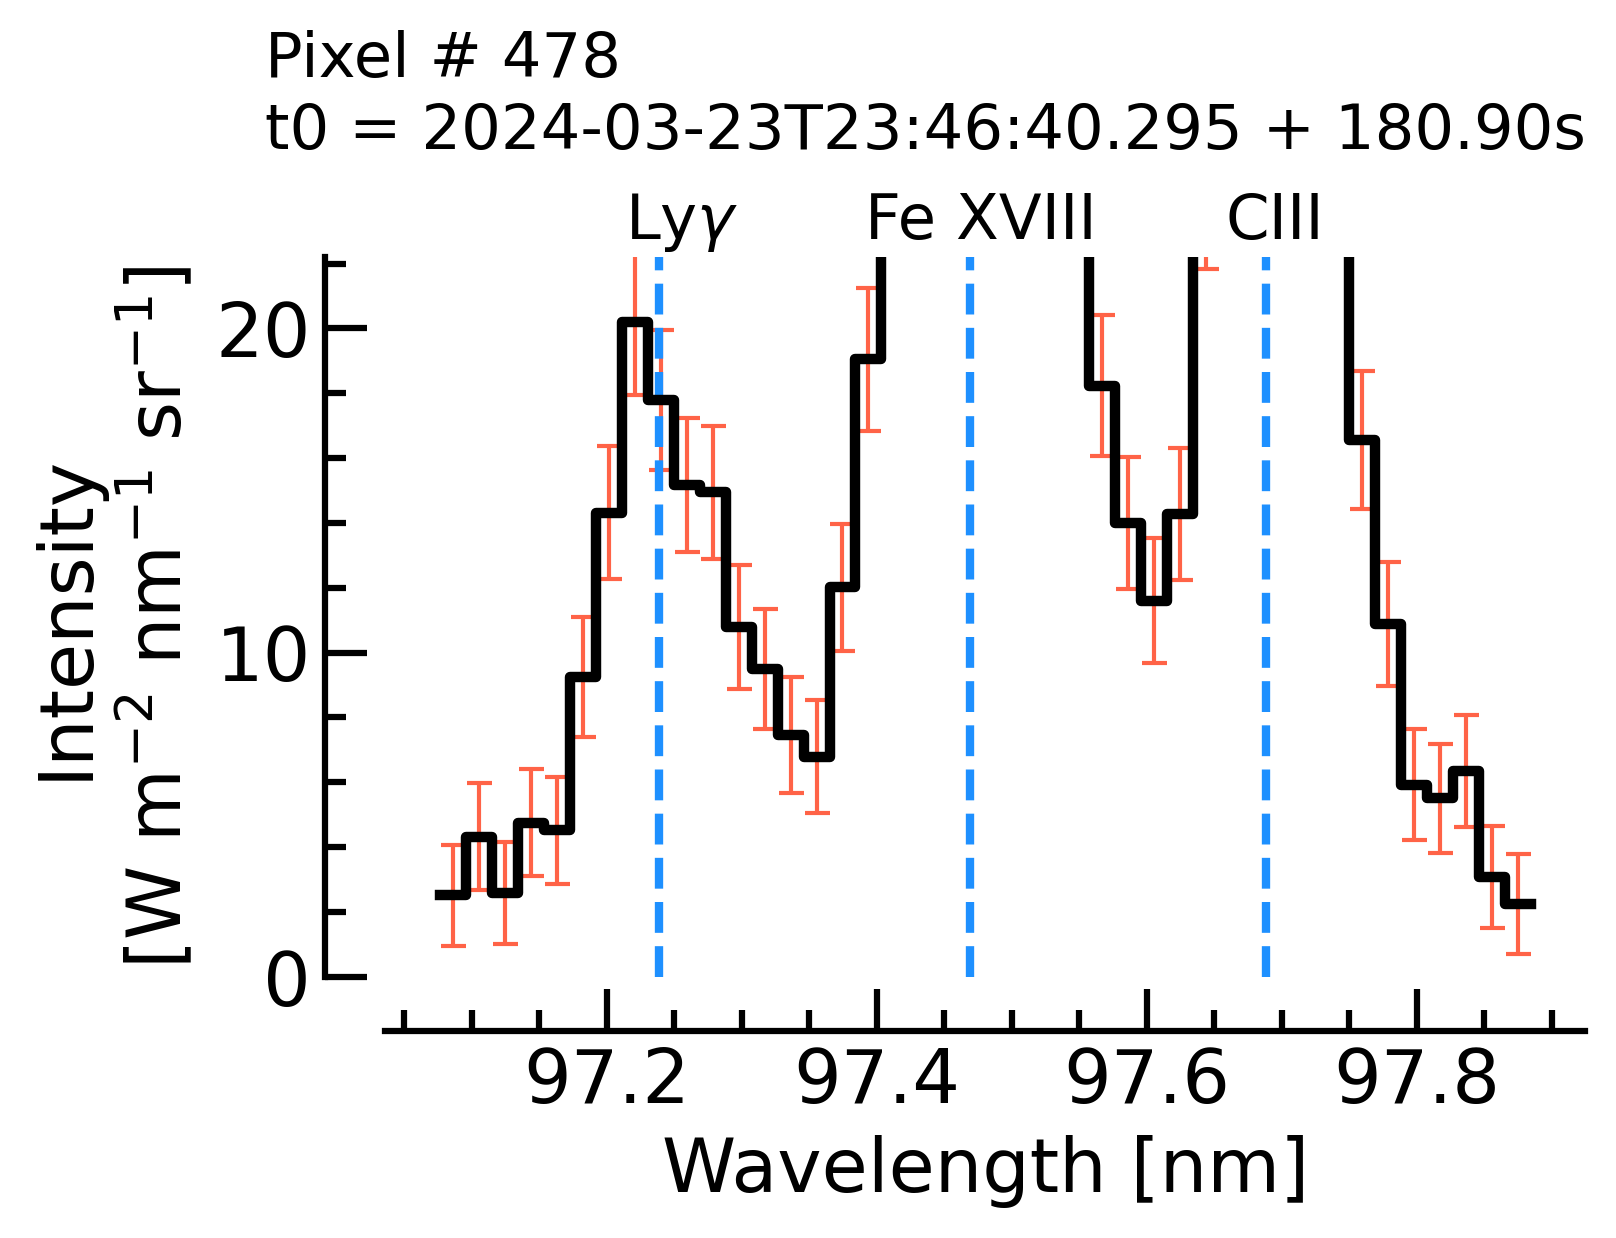 Pixel # 478
t0 = 2024-03-23T23:46:40.295 + 180.90s
Lyγ Fe XVIII CIII
Intensity
[W m⁻² nm⁻¹ sr⁻¹]
20
10
0
97.2 97.4 97.6 97.8
Wavelength [nm]